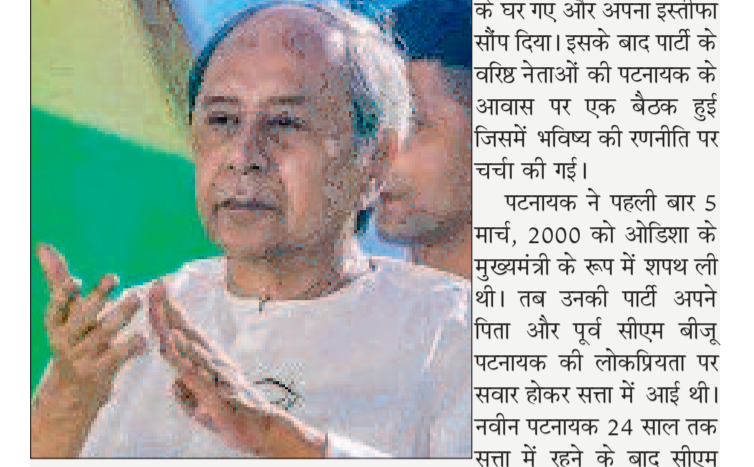 के घर गए और अपना इस्तीफा
सौंप दिया। इसके बाद पार्टी के
वरिष्ठ नेताओं की पटनायक के
आवास पर एक बैठक हुई
जिसमें भविष्य की रणनीति पर
चर्चा की गई।
पटनायक ने पहली बार 5
मार्च, 2000 को ओडिशा के
मुख्यमंत्री के रूप में शपथ ली
थी। तब उनकी पार्टी अपने
पिता और पूर्व सीएम बीजू
पटनायक की लोकप्रियता पर
सवार होकर सत्ता में आई थी।
नवीन पटनायक 24 साल तक
सत्ता में रहने के बाद सीएम